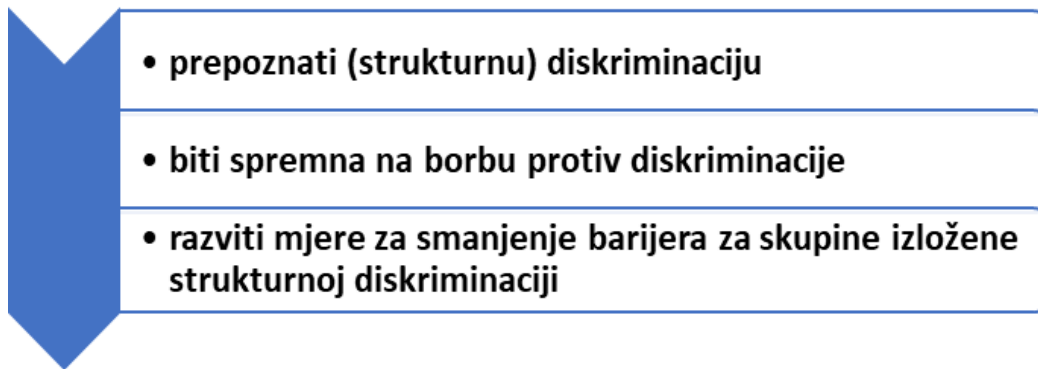 • prepoznati (strukturnu) diskriminaciju
• biti spremna na borbu protiv diskriminacije
• razviti mjere za smanjenje barijera za skupine izložene
strukturnoj diskriminaciji